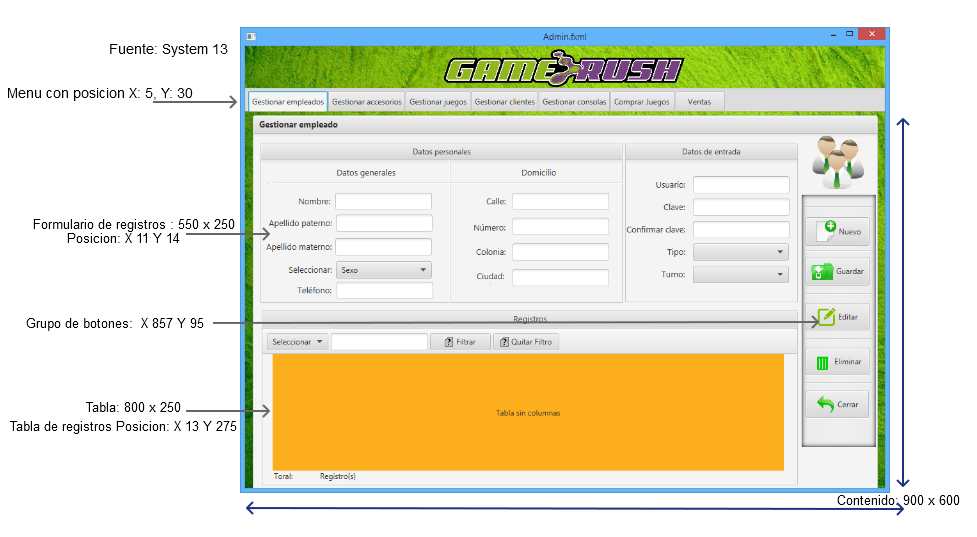 Admin.fxml
Fuente: System 13
GAME RUSH
Menu con posicion X: 5, Y: 30
Gestionar empleados Gestionar accesorios Gestionar juegos Gestionar clientes Gestionar consolas Comprar Juegos Ventas
Gestionar empleado
Datos personales
Datos de entrada
Datos generales
Domicilio
Nombre:
Apellido paterno:
Apellido materno:
Seleccionar: Sexo
Teléfono:
Calle:
Número:
Colonia:
Ciudad:
Usuario:
Clave:
Confirmar clave:
Tipo:
Turno:
Nuevo
Guardar
Editar
Eliminar
Cerrar
Formulario de registros : 550 x 250
Posicion: X 11 Y 14
Grupo de botones: X 857 Y 95
Registros
Seleccionar Filtrar Quitar Filtro
Tabla sin columnas
Tabla: 800 x 250
Tabla de registros Posicion: X 13 Y 275
Toral: Registro(s)
Contenido: 900 x 600